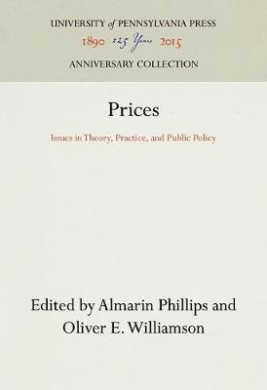 UNIVERSITY of PENNSYLVANIA PRESS
1890 125 Years 2015
ANNIVERSARY COLLECTION
Prices
Issues in Theory, Practice, and Public Policy
Edited by Almarin Phillips and
Oliver E. Williamson